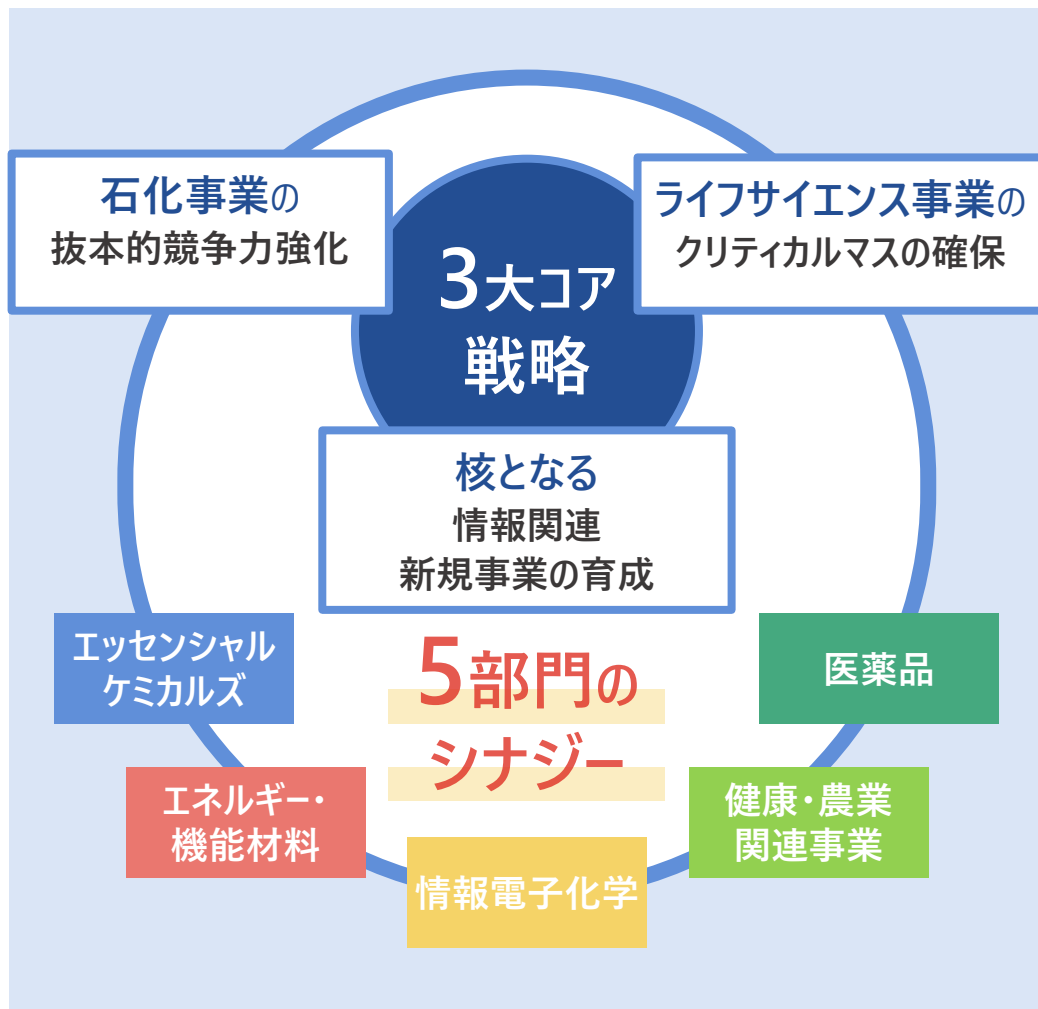 石化事業の
抜本的競争力強化
ライフサイエンス事業の
クリティカルマスの確保
3大コア
戦略
核となる
情報関連
新規事業の育成
5部門の
シナジー
エッセンシャル
ケミカルズ
エネルギー・
機能材料
情報電子化学
健康・農業
関連事業
医薬品